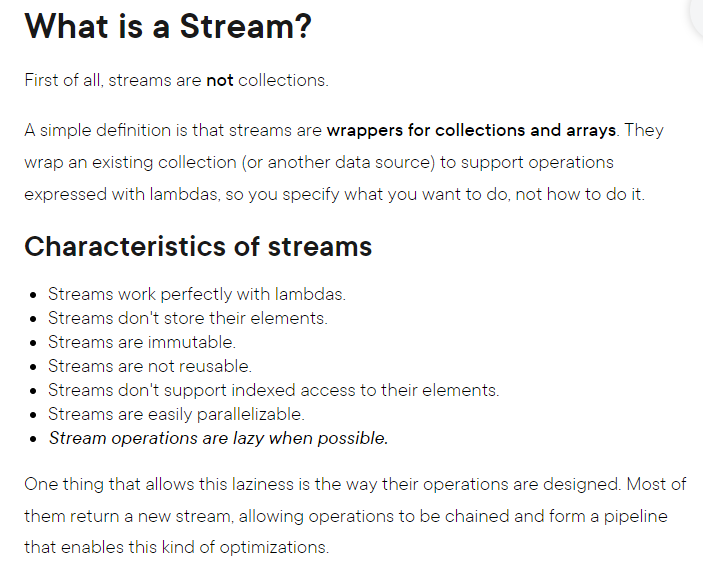 What is a Stream?
First of all, streams are not collections.
A simple definition is that streams are wrappers for collections and arrays. They
wrap an existing collection (or another data source) to support operations
expressed with lambdas, so you specify what you want to do, not how to do it.
Characteristics of streams
• Streams work perfectly with lambdas.
• Streams don't store their elements.
• Streams are immutable.
• Streams are not reusable.
• Streams don't support indexed access to their elements.
• Streams are easily parallelizable.
• Stream operations are lazy when possible.
One thing that allows this laziness is the way their operations are designed. Most of
them return a new stream, allowing operations to be chained and form a pipeline
that enables this kind of optimizations.